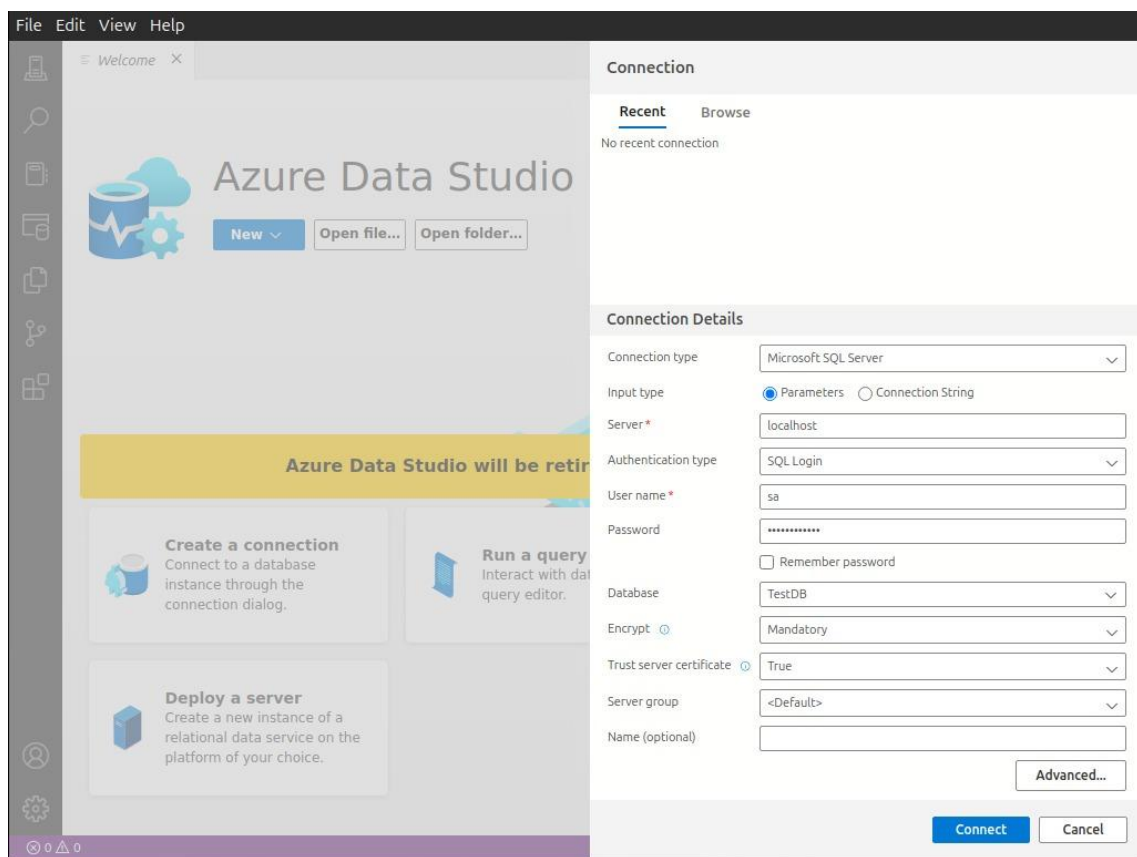 File Edit View Help
Welcome
Azure Data Studio
New
Open file...
Open folder...
Azure Data Studio will be retir
Create a connection
Connect to a database
instance through the
connection dialog.
Run a query
Interact with dat
query editor.
Deploy a server
Create a new instance of a
relational data service on the
platform of your choice.
0 0
Connection
Recent Browse
No recent connection
Connection Details
Connection type Microsoft SQL Server
Input type Parameters Connection String
Server* localhost
Authentication type SQL Login
User name* sa
Password ••••••••••••
Remember password
Database TestDB
Encrypt Mandatory
Trust server certificate True
Server group <Default>
Name (optional)
Advanced...
Connect Cancel